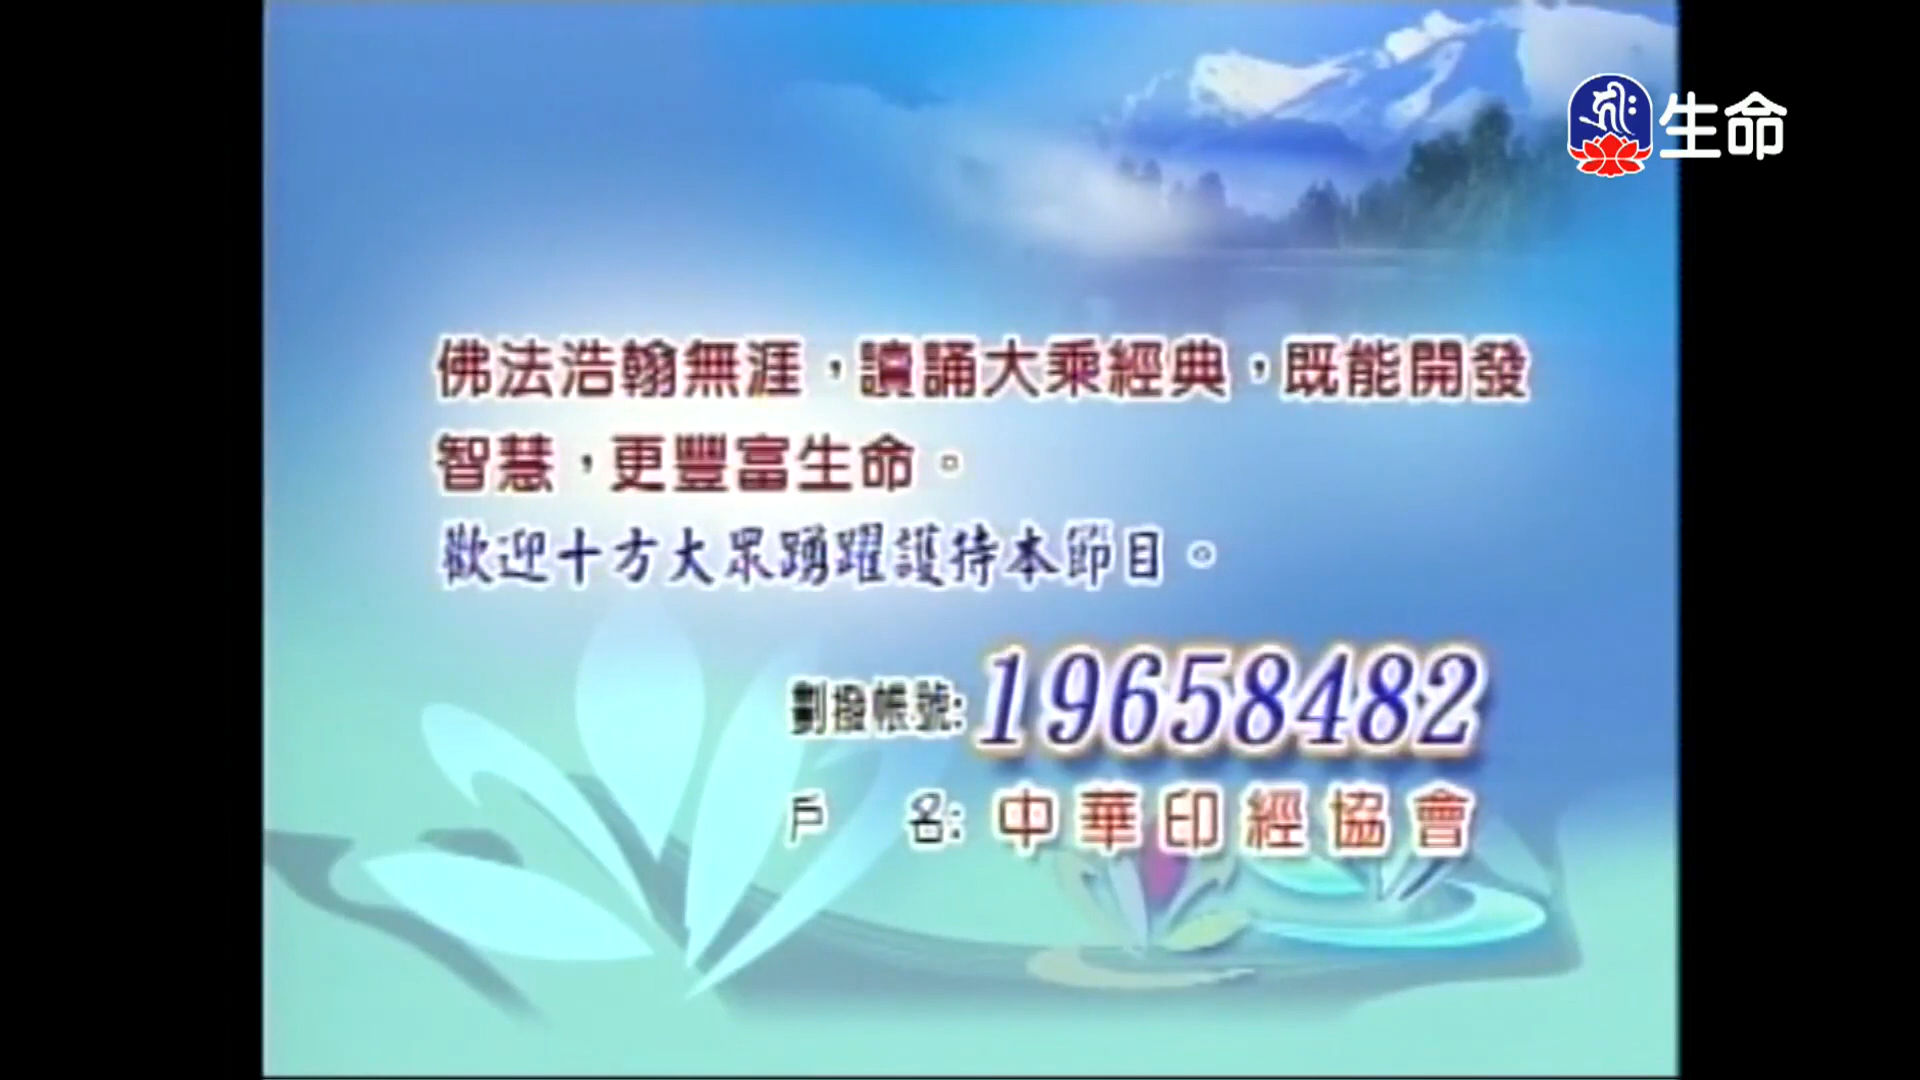 生命
佛法浩翰無涯，讀誦大乘經典，既能開發
智慧，更豐富生命。
歡迎十方大眾踴躍護持本節目。
劃撥帳號:19658482
戶 名:中華印經協會